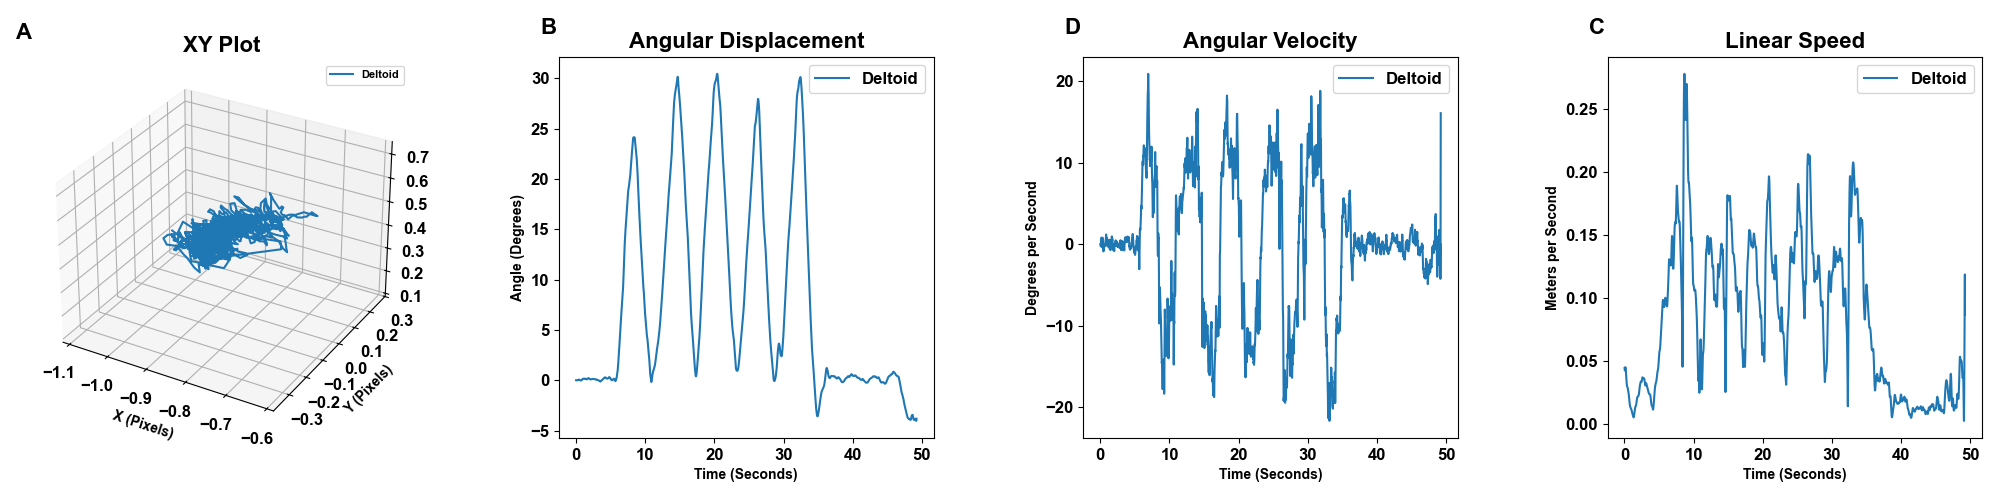 A
XY Plot
Deltoid
0.7
0.6
0.5
0.4
0.3
0.2
0.1
0.3
0.2
0.1
0.0
−0.1
−0.2
−0.3
Y (Pixels)
−1.1
−1.0
−0.9
−0.8
−0.7
−0.6
X (Pixels)
B
Angular Displacement
Deltoid
30
25
20
15
10
5
0
−5
Angle (Degrees)
0 10 20 30 40 50
Time (Seconds)
D
Angular Velocity
Deltoid
20
10
0
−10
−20
Degrees per Second
0 10 20 30 40 50
Time (Seconds)
C
Linear Speed
Deltoid
0.25
0.20
0.15
0.10
0.05
0.00
Meters per Second
0 10 20 30 40 50
Time (Seconds)